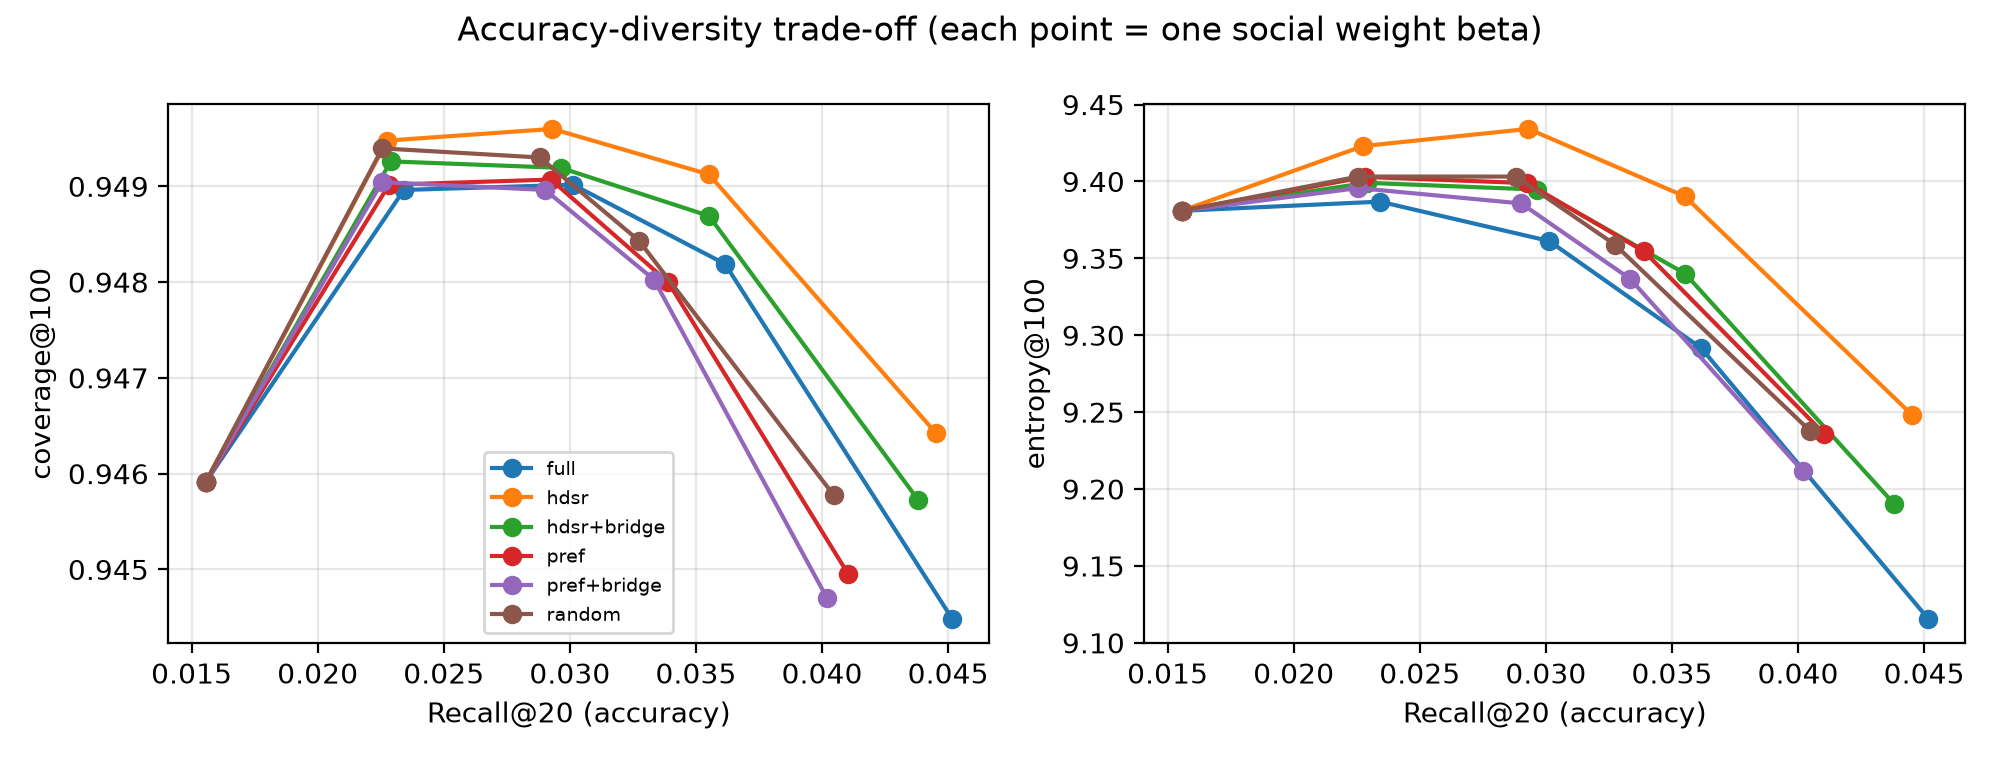 Accuracy-diversity trade-off (each point = one social weight beta)
coverage@100
0.949
0.948
0.947
0.946
0.945
full
hdsr
hdsr+bridge
pref
pref+bridge
random
0.015 0.020 0.025 0.030 0.035 0.040 0.045
Recall@20 (accuracy)
entropy@100
9.45
9.40
9.35
9.30
9.25
9.20
9.15
9.10
0.015 0.020 0.025 0.030 0.035 0.040 0.045
Recall@20 (accuracy)